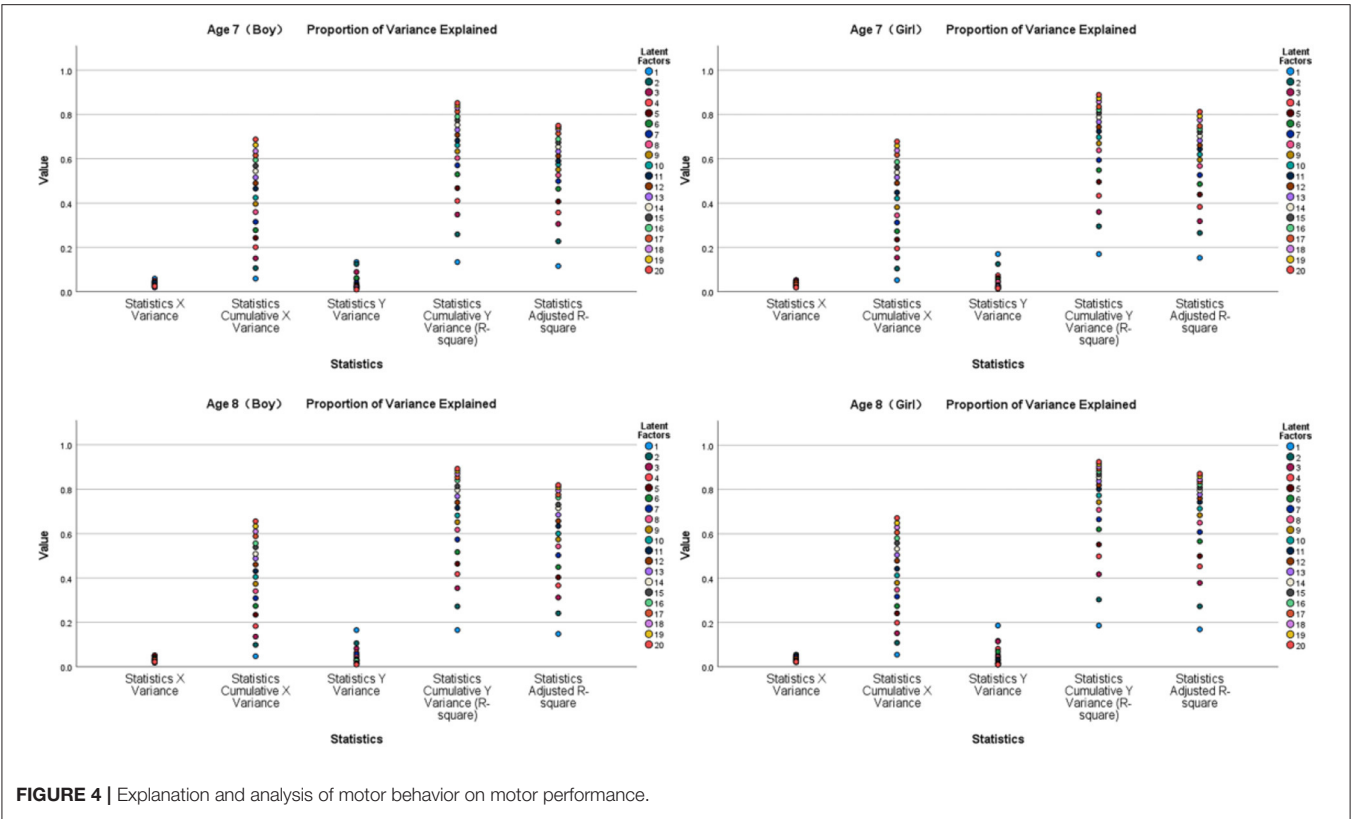 Age 7 (Boy) Proportion of Variance Explained
Value
1.0
0.8
0.6
0.4
0.2
0.0
Statistics X
Variance
Statistics
Cumulative X
Variance
Statistics Y
Variance
Statistics
Cumulative Y
Variance (R-
square)
Statistics
Adjusted R-
square
Statistics
Latent
Factors
1
2
3
4
5
6
7
8
9
10
11
12
13
14
15
16
17
18
19
20
Age 7 (Girl) Proportion of Variance Explained
Value
1.0
0.8
0.6
0.4
0.2
0.0
Statistics X
Variance
Statistics
Cumulative X
Variance
Statistics Y
Variance
Statistics
Cumulative Y
Variance (R-
square)
Statistics
Adjusted R-
square
Statistics
Latent
Factors
1
2
3
4
5
6
7
8
9
10
11
12
13
14
15
16
17
18
19
20
Age 8 (Boy) Proportion of Variance Explained
Value
1.0
0.8
0.6
0.4
0.2
0.0
Statistics X
Variance
Statistics
Cumulative X
Variance
Statistics Y
Variance
Statistics
Cumulative Y
Variance (R-
square)
Statistics
Adjusted R-
square
Statistics
Latent
Factors
1
2
3
4
5
6
7
8
9
10
11
12
13
14
15
16
17
18
19
20
Age 8 (Girl) Proportion of Variance Explained
Value
1.0
0.8
0.6
0.4
0.2
0.0
Statistics X
Variance
Statistics
Cumulative X
Variance
Statistics Y
Variance
Statistics
Cumulative Y
Variance (R-
square)
Statistics
Adjusted R-
square
Statistics
Latent
Factors
1
2
3
4
5
6
7
8
9
10
11
12
13
14
15
16
17
18
19
20
FIGURE 4 | Explanation and analysis of motor behavior on motor performance.